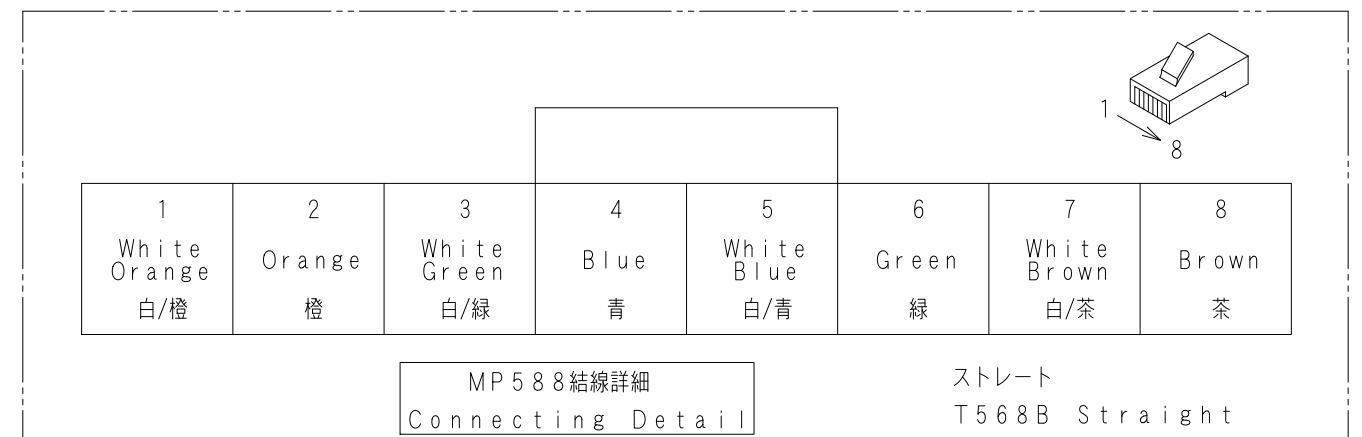 1
8
1
White
Orange
白/橙
2
Orange
橙
3
White
Green
白/緑
4
Blue
青
5
White
Blue
白/青
6
Green
緑
7
White
Brown
白/茶
8
Brown
茶
MP588結線詳細
Connecting Detail
ストレート
T568B Straight